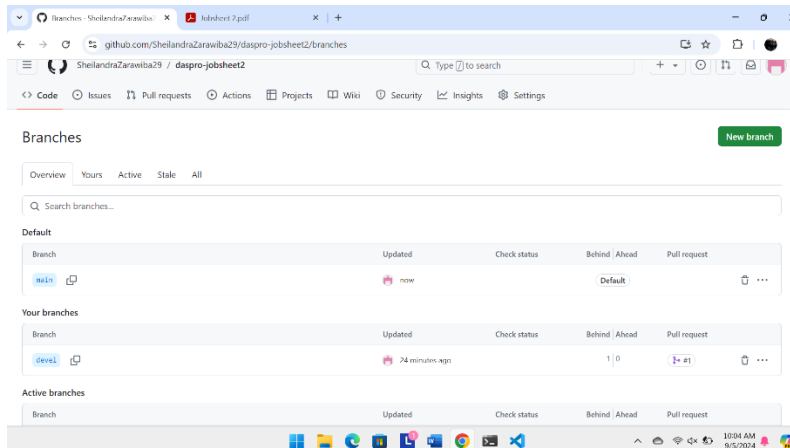 Branches - SheilandraZarawiba2
Jobsheet 2.pdf
github.com/SheilandraZarawiba29/daspro-jobsheet2/branches
SheilandraZarawiba29 / daspro-jobsheet2
Type / to search
Code Issues Pull requests Actions Projects Wiki Security Insights Settings
Branches
New branch
Overview Yours Active Stale All
Search branches...
Default
Branch Updated Check status Behind Ahead Pull request
main now Default
Your branches
Branch Updated Check status Behind Ahead Pull request
devel 24 minutes ago 1 0 #1
Active branches
Branch Updated Check status Behind Ahead Pull request
10:04 AM
9/5/2024